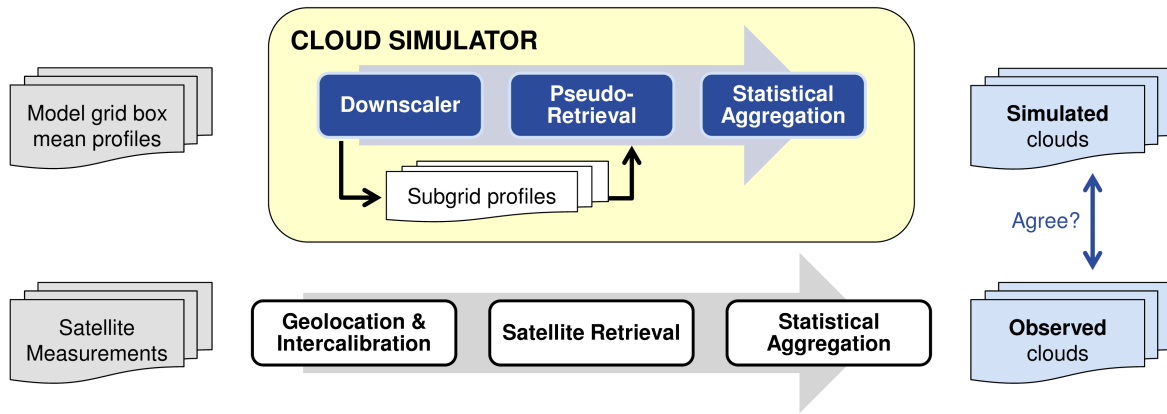 CLOUD SIMULATOR
Model grid box
mean profiles
Downscaler
Pseudo-
Retrieval
Statistical
Aggregation
Subgrid profiles
Simulated
clouds
Agree?
Satellite
Measurements
Geolocation &
Intercalibration
Satellite Retrieval
Statistical
Aggregation
Observed
clouds